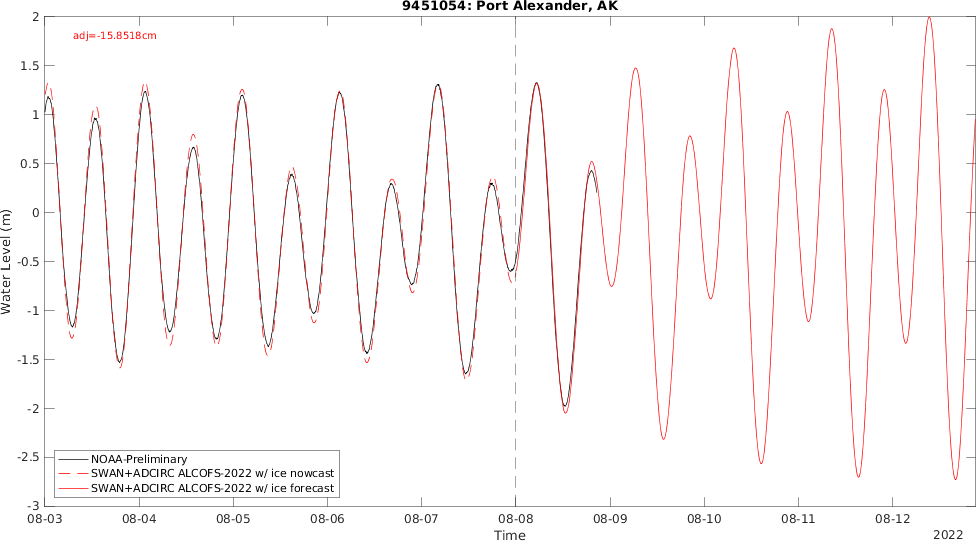 9451054: Port Alexander, AK
adj=-15.8518cm
2
1.5
1
0.5
0
-0.5
-1
-1.5
-2
-2.5
-3
Water Level (m)
NOAA-Preliminary
SWAN+ADCIRC ALCOFS-2022 w/ ice nowcast
SWAN+ADCIRC ALCOFS-2022 w/ ice forecast
08-03 08-04 08-05 08-06 08-07 08-08 08-09 08-10 08-11 08-12
Time
2022